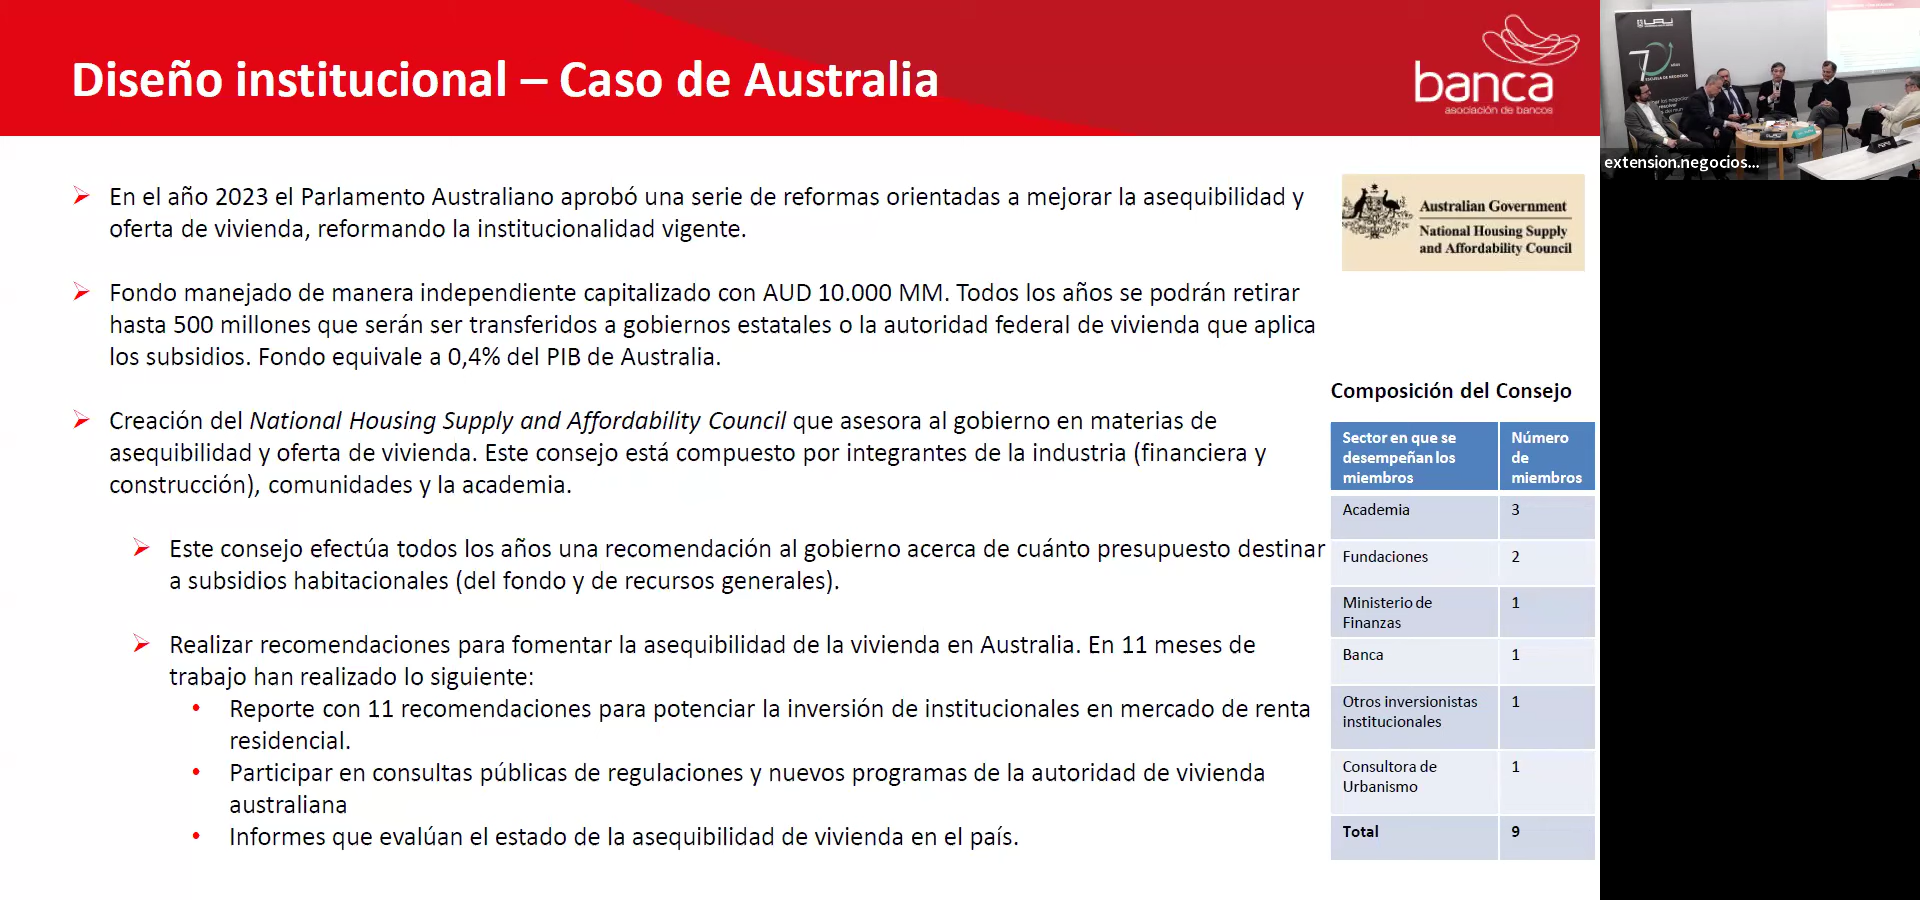 Diseño institucional – Caso de Australia
banca
asociación de bancos
En el año 2023 el Parlamento Australiano aprobó una serie de reformas orientadas a mejorar la asequibilidad y
oferta de vivienda, reformando la institucionalidad vigente.
Fondo manejado de manera independiente capitalizado con AUD 10.000 MM. Todos los años se podrán retirar
hasta 500 millones que serán ser transferidos a gobiernos estatales o la autoridad federal de vivienda que aplica
los subsidios. Fondo equivale a 0,4% del PIB de Australia.
Creación del National Housing Supply and Affordability Council que asesora al gobierno en materias de
asequibilidad y oferta de vivienda. Este consejo está compuesto por integrantes de la industria (financiera y
construcción), comunidades y la academia.
Este consejo efectúa todos los años una recomendación al gobierno acerca de cuánto presupuesto destinar
a subsidios habitacionales (del fondo y de recursos generales).
Realizar recomendaciones para fomentar la asequibilidad de la vivienda en Australia. En 11 meses de
trabajo han realizado lo siguiente:
Reporte con 11 recomendaciones para potenciar la inversión de institucionales en mercado de renta
residencial.
Participar en consultas públicas de regulaciones y nuevos programas de la autoridad de vivienda
australiana
Informes que evalúan el estado de la asequibilidad de vivienda en el país.
Australian Government
National Housing Supply
and Affordability Council
Composición del Consejo
Sector en que se
desempeñan los
miembros
Número
de
miembros
Academia 3
Fundaciones 2
Ministerio de
Finanzas 1
Banca 1
Otros inversionistas
institucionales 1
Consultora de
Urbanismo 1
Total 9
70
ESCUELA DE NEGOCIOS
extension.negocios...